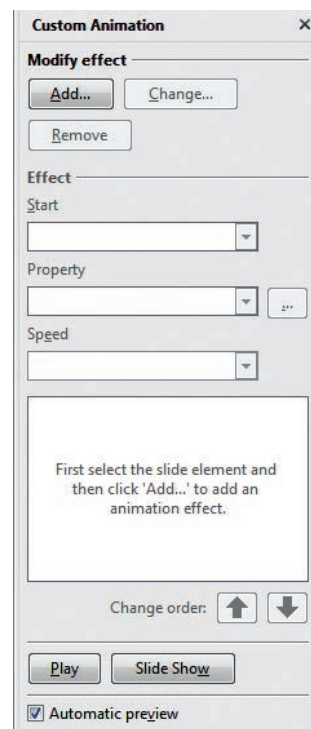 Custom Animation
Modify effect
Add...
Change...
Remove
Effect
Start
Property
...
Speed
First select the slide element and
then click 'Add...' to add an
animation effect.
Change order:
Play
Slide Show
Automatic preview